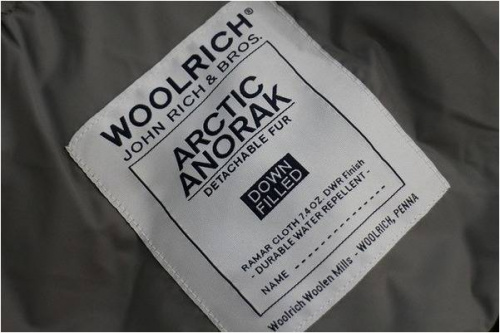 WOOLRICH®
JOHN RICH & BROS.
ARCTIC
ANORAK
DETACHABLE FUR
DOWN
FILLED
RAMAR CLOTH 7.4 OZ. DWR Finish
- DURABLE WATER REPELLENT -
NAME ---------------
Woolrich Woolen Mills - WOOLRICH, PENNA